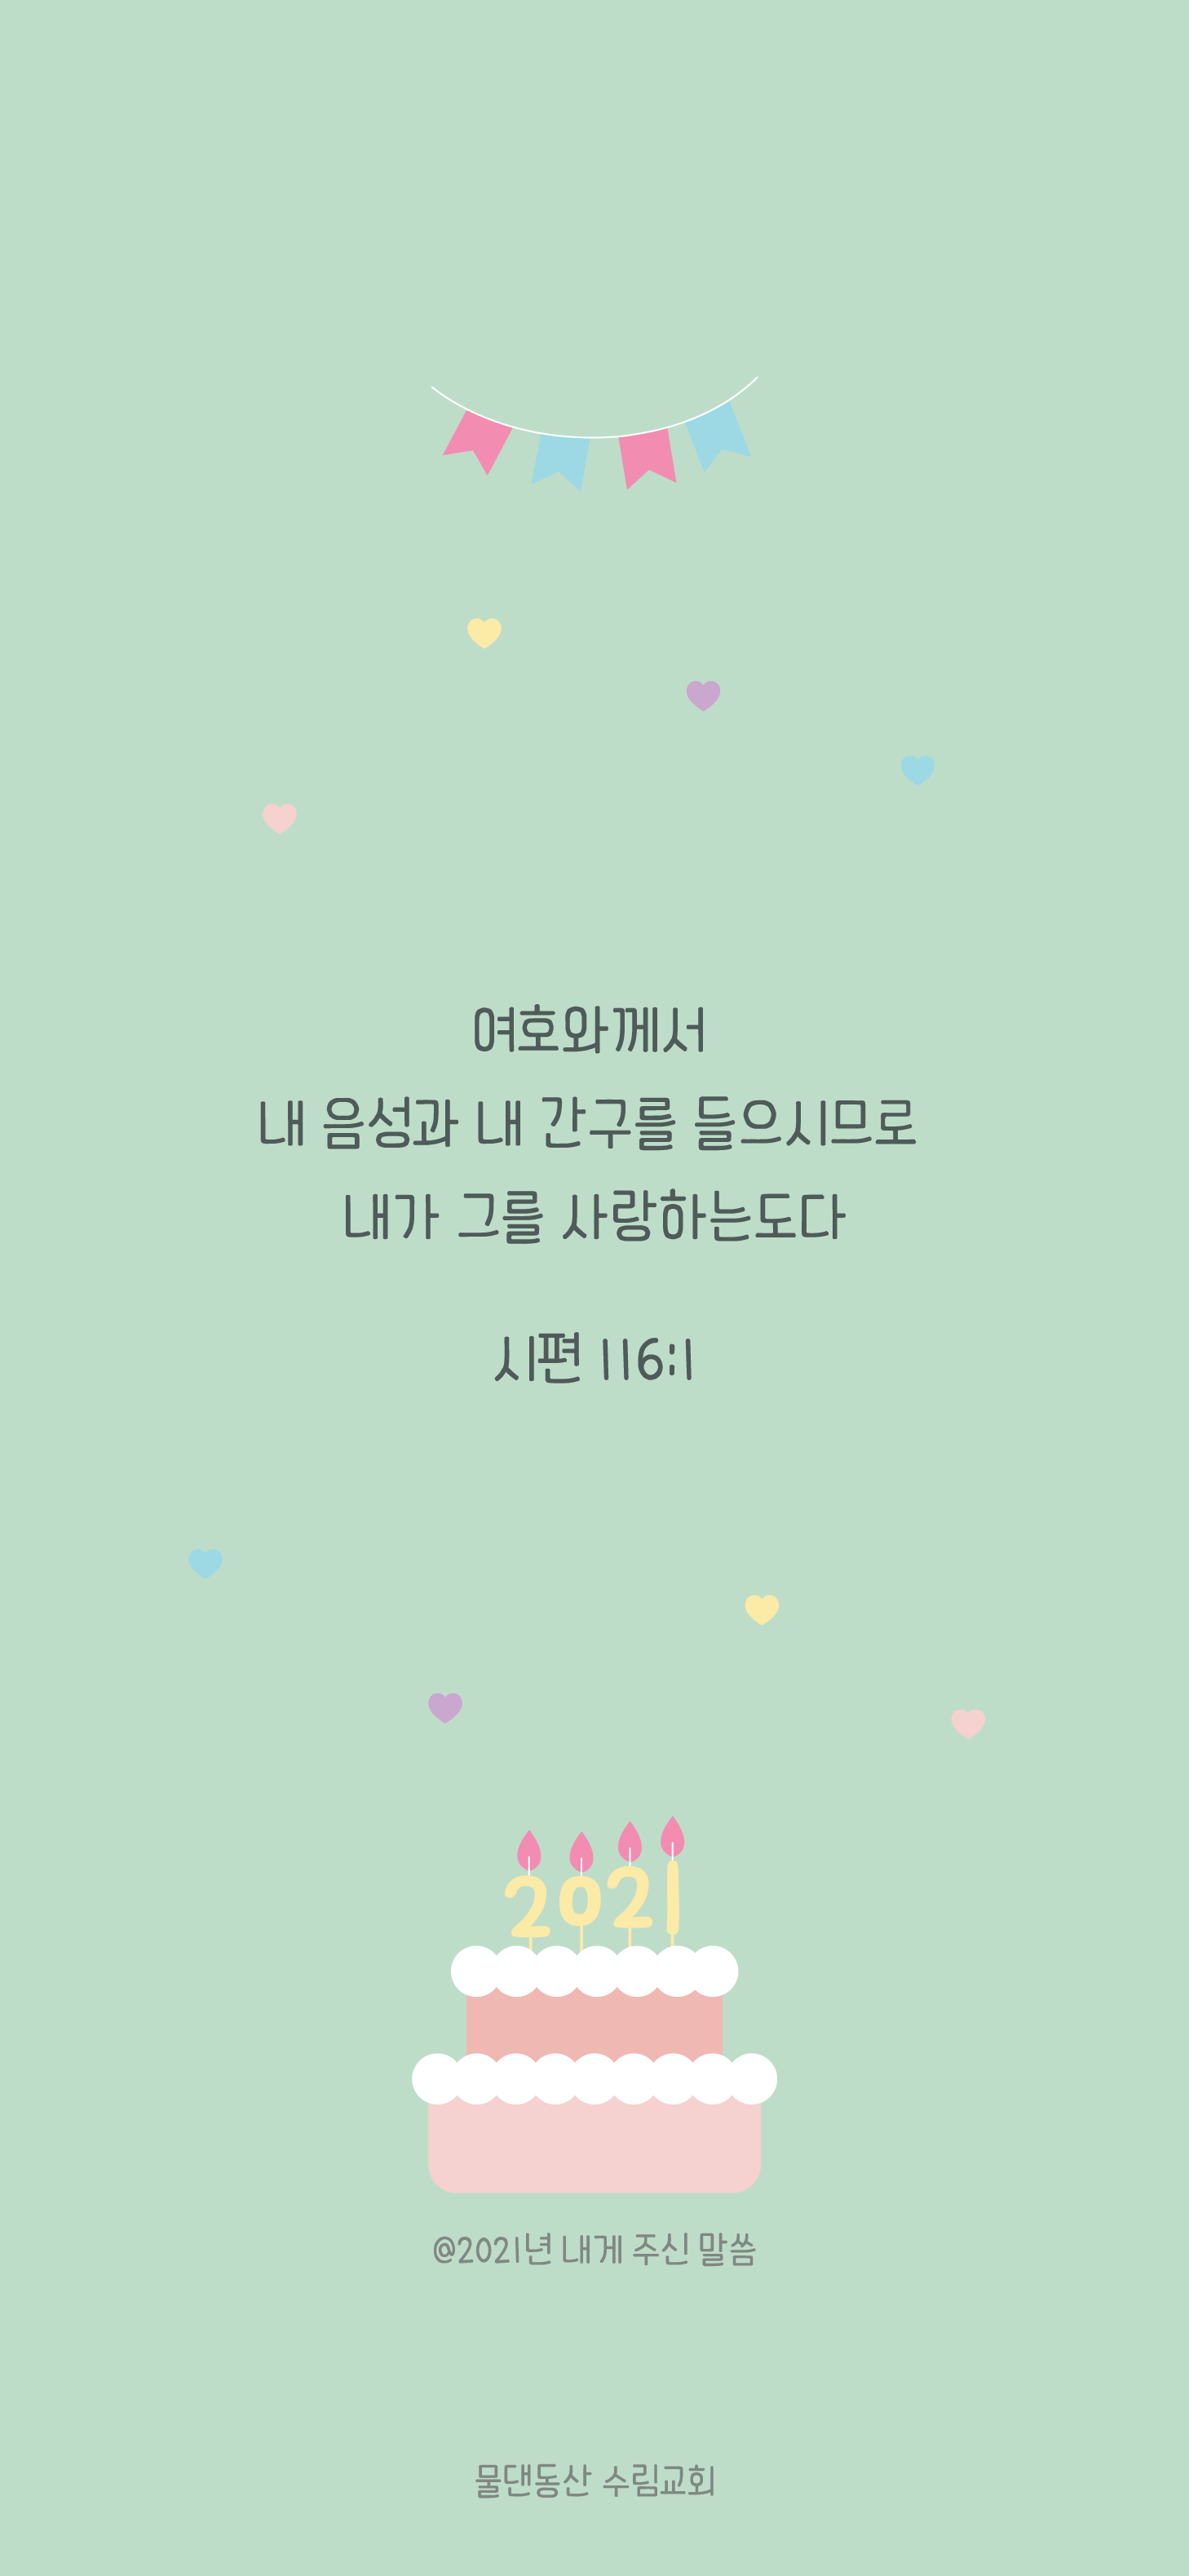 여호와께서
내 음성과 내 간구를 들으시므로
내가 그를 사랑하는도다
시편 116:1
2021
@2021년 내게 주신 말씀
물댄동산 수림교회